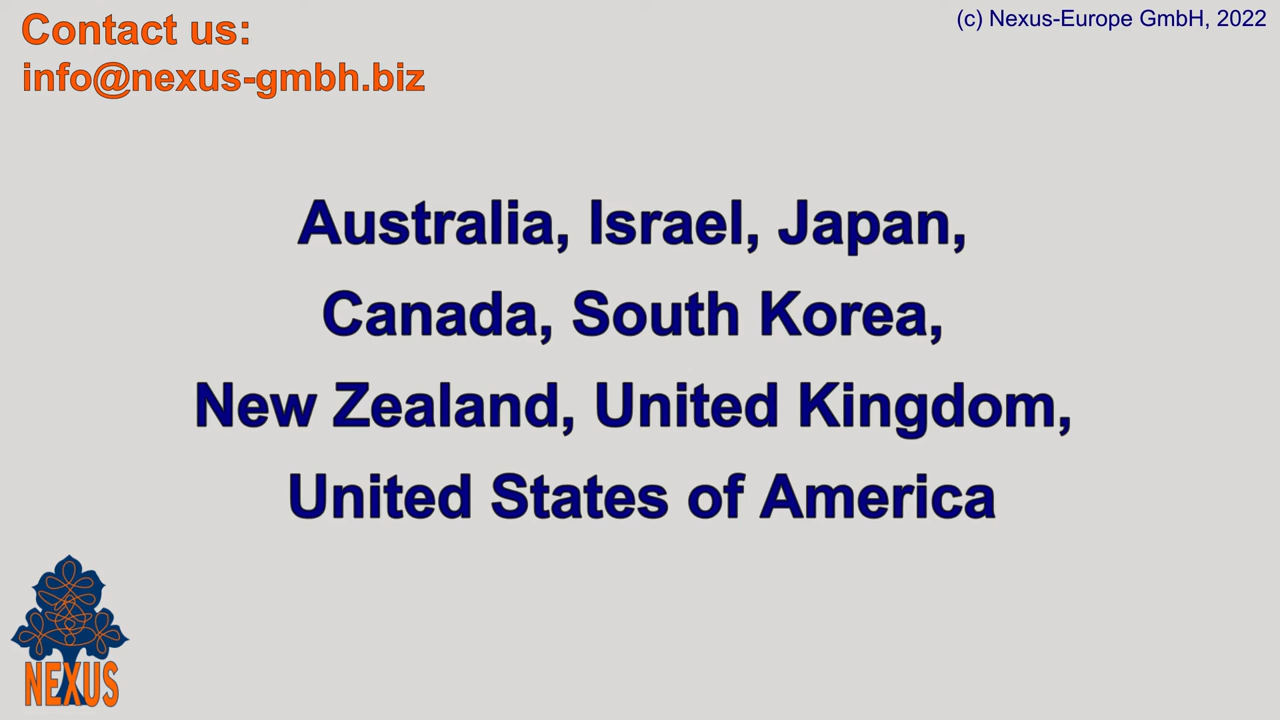 Contact us:
(c) Nexus-Europe GmbH, 2022
info@nexus-gmbh.biz
Australia, Israel, Japan,
Canada, South Korea,
New Zealand, United Kingdom,
United States of America
NEXUS